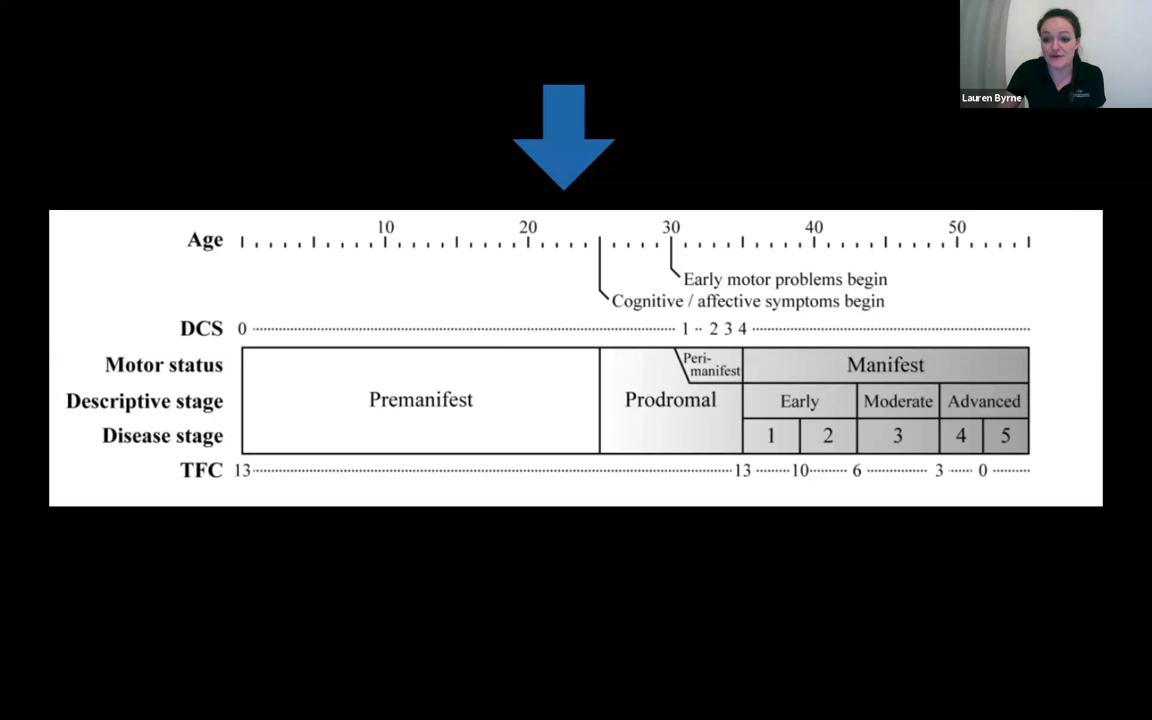 Lauren Byrne
10 20 30 40 50
Age
Early motor problems begin
Cognitive / affective symptoms begin
DCS 0 1 2 3 4
Motor status Peri-manifest Manifest
Descriptive stage Premanifest Prodromal Early Moderate Advanced
Disease stage 1 2 3 4 5
TFC 13 13 10 6 3 0